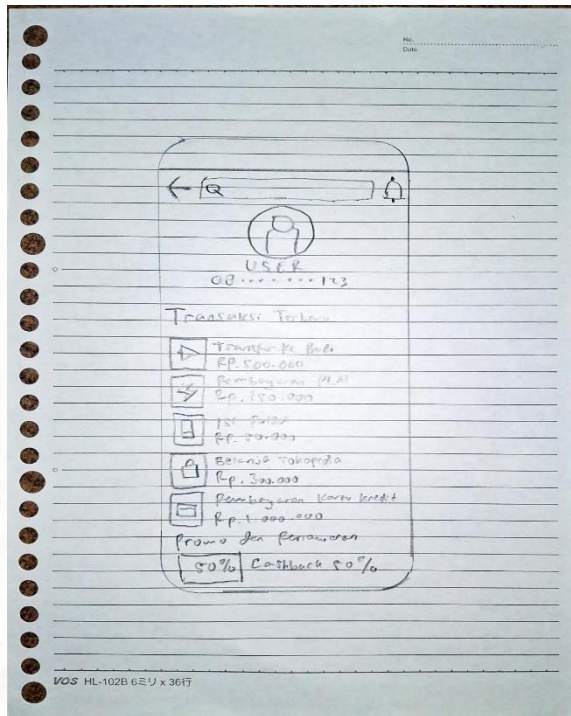 No.
Date
Q
USER
08........123
Transaksi Terbaru
Transfer ke Budi
Rp. 500.000
Pembayaran
Rp. 250.000
Isi Pulsa
Rp. 50.000
Belanja Tokopedia
Rp. 300.000
Pembayaran Kartu Kredit
Rp. 1.000.000
Promo dan Penawaran
50% Cashback 50%
VOS HL-102B 6ミリ x 36行